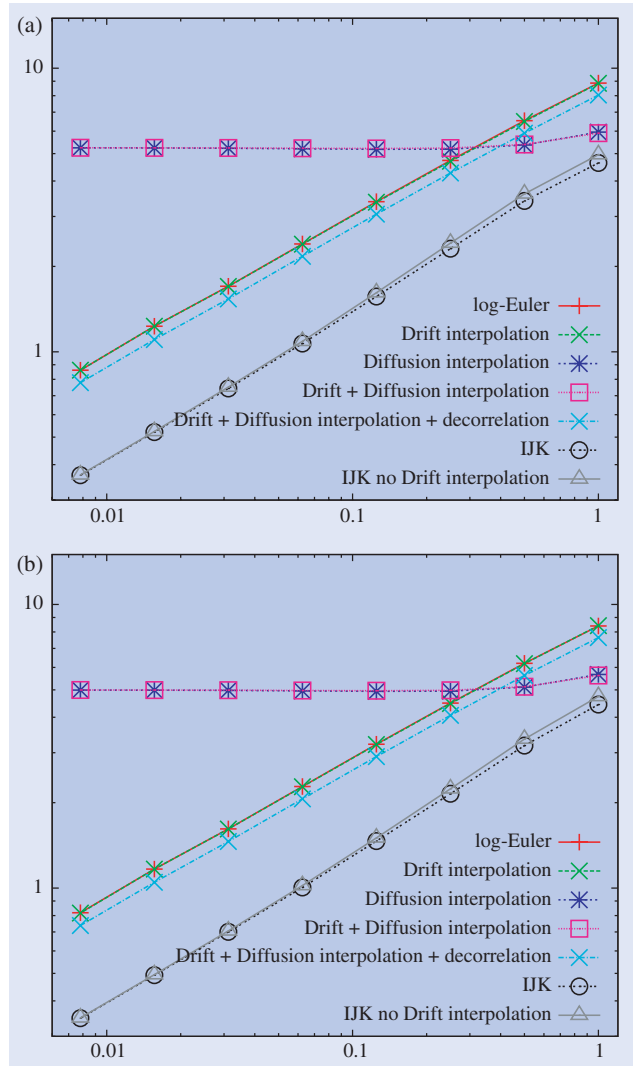 (a)
10
1
log-Euler
Drift interpolation
Diffusion interpolation
Drift + Diffusion interpolation
Drift + Diffusion interpolation + decorrelation
IJK
IJK no Drift interpolation
0.01 0.1 1
(b)
10
1
log-Euler
Drift interpolation
Diffusion interpolation
Drift + Diffusion interpolation
Drift + Diffusion interpolation + decorrelation
IJK
IJK no Drift interpolation
0.01 0.1 1